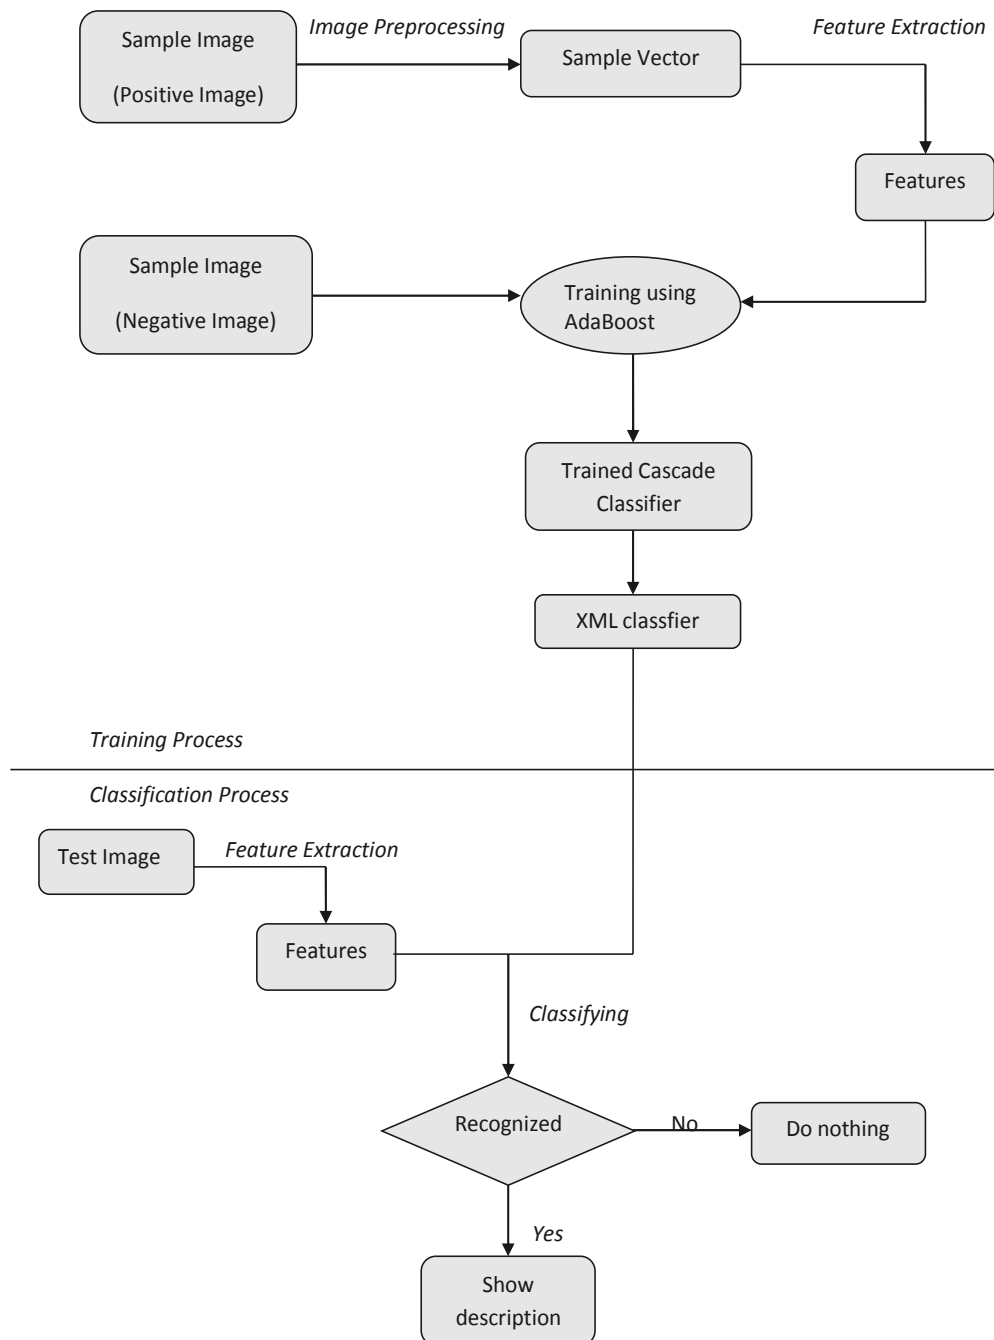 Sample Image
(Positive Image)
Image Preprocessing
Sample Vector
Feature Extraction
Features
Sample Image
(Negative Image)
Training using
AdaBoost
Trained Cascade
Classifier
XML classfier
Training Process
Classification Process
Test Image
Feature Extraction
Features
Classifying
Recognized
No
Do nothing
Yes
Show
description